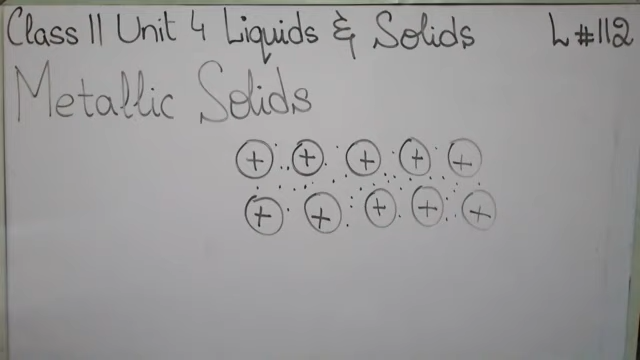 Class 11 Unit 4 Liquids & Solids L#112
Metallic Solids
+ + + + +
+ + + + +